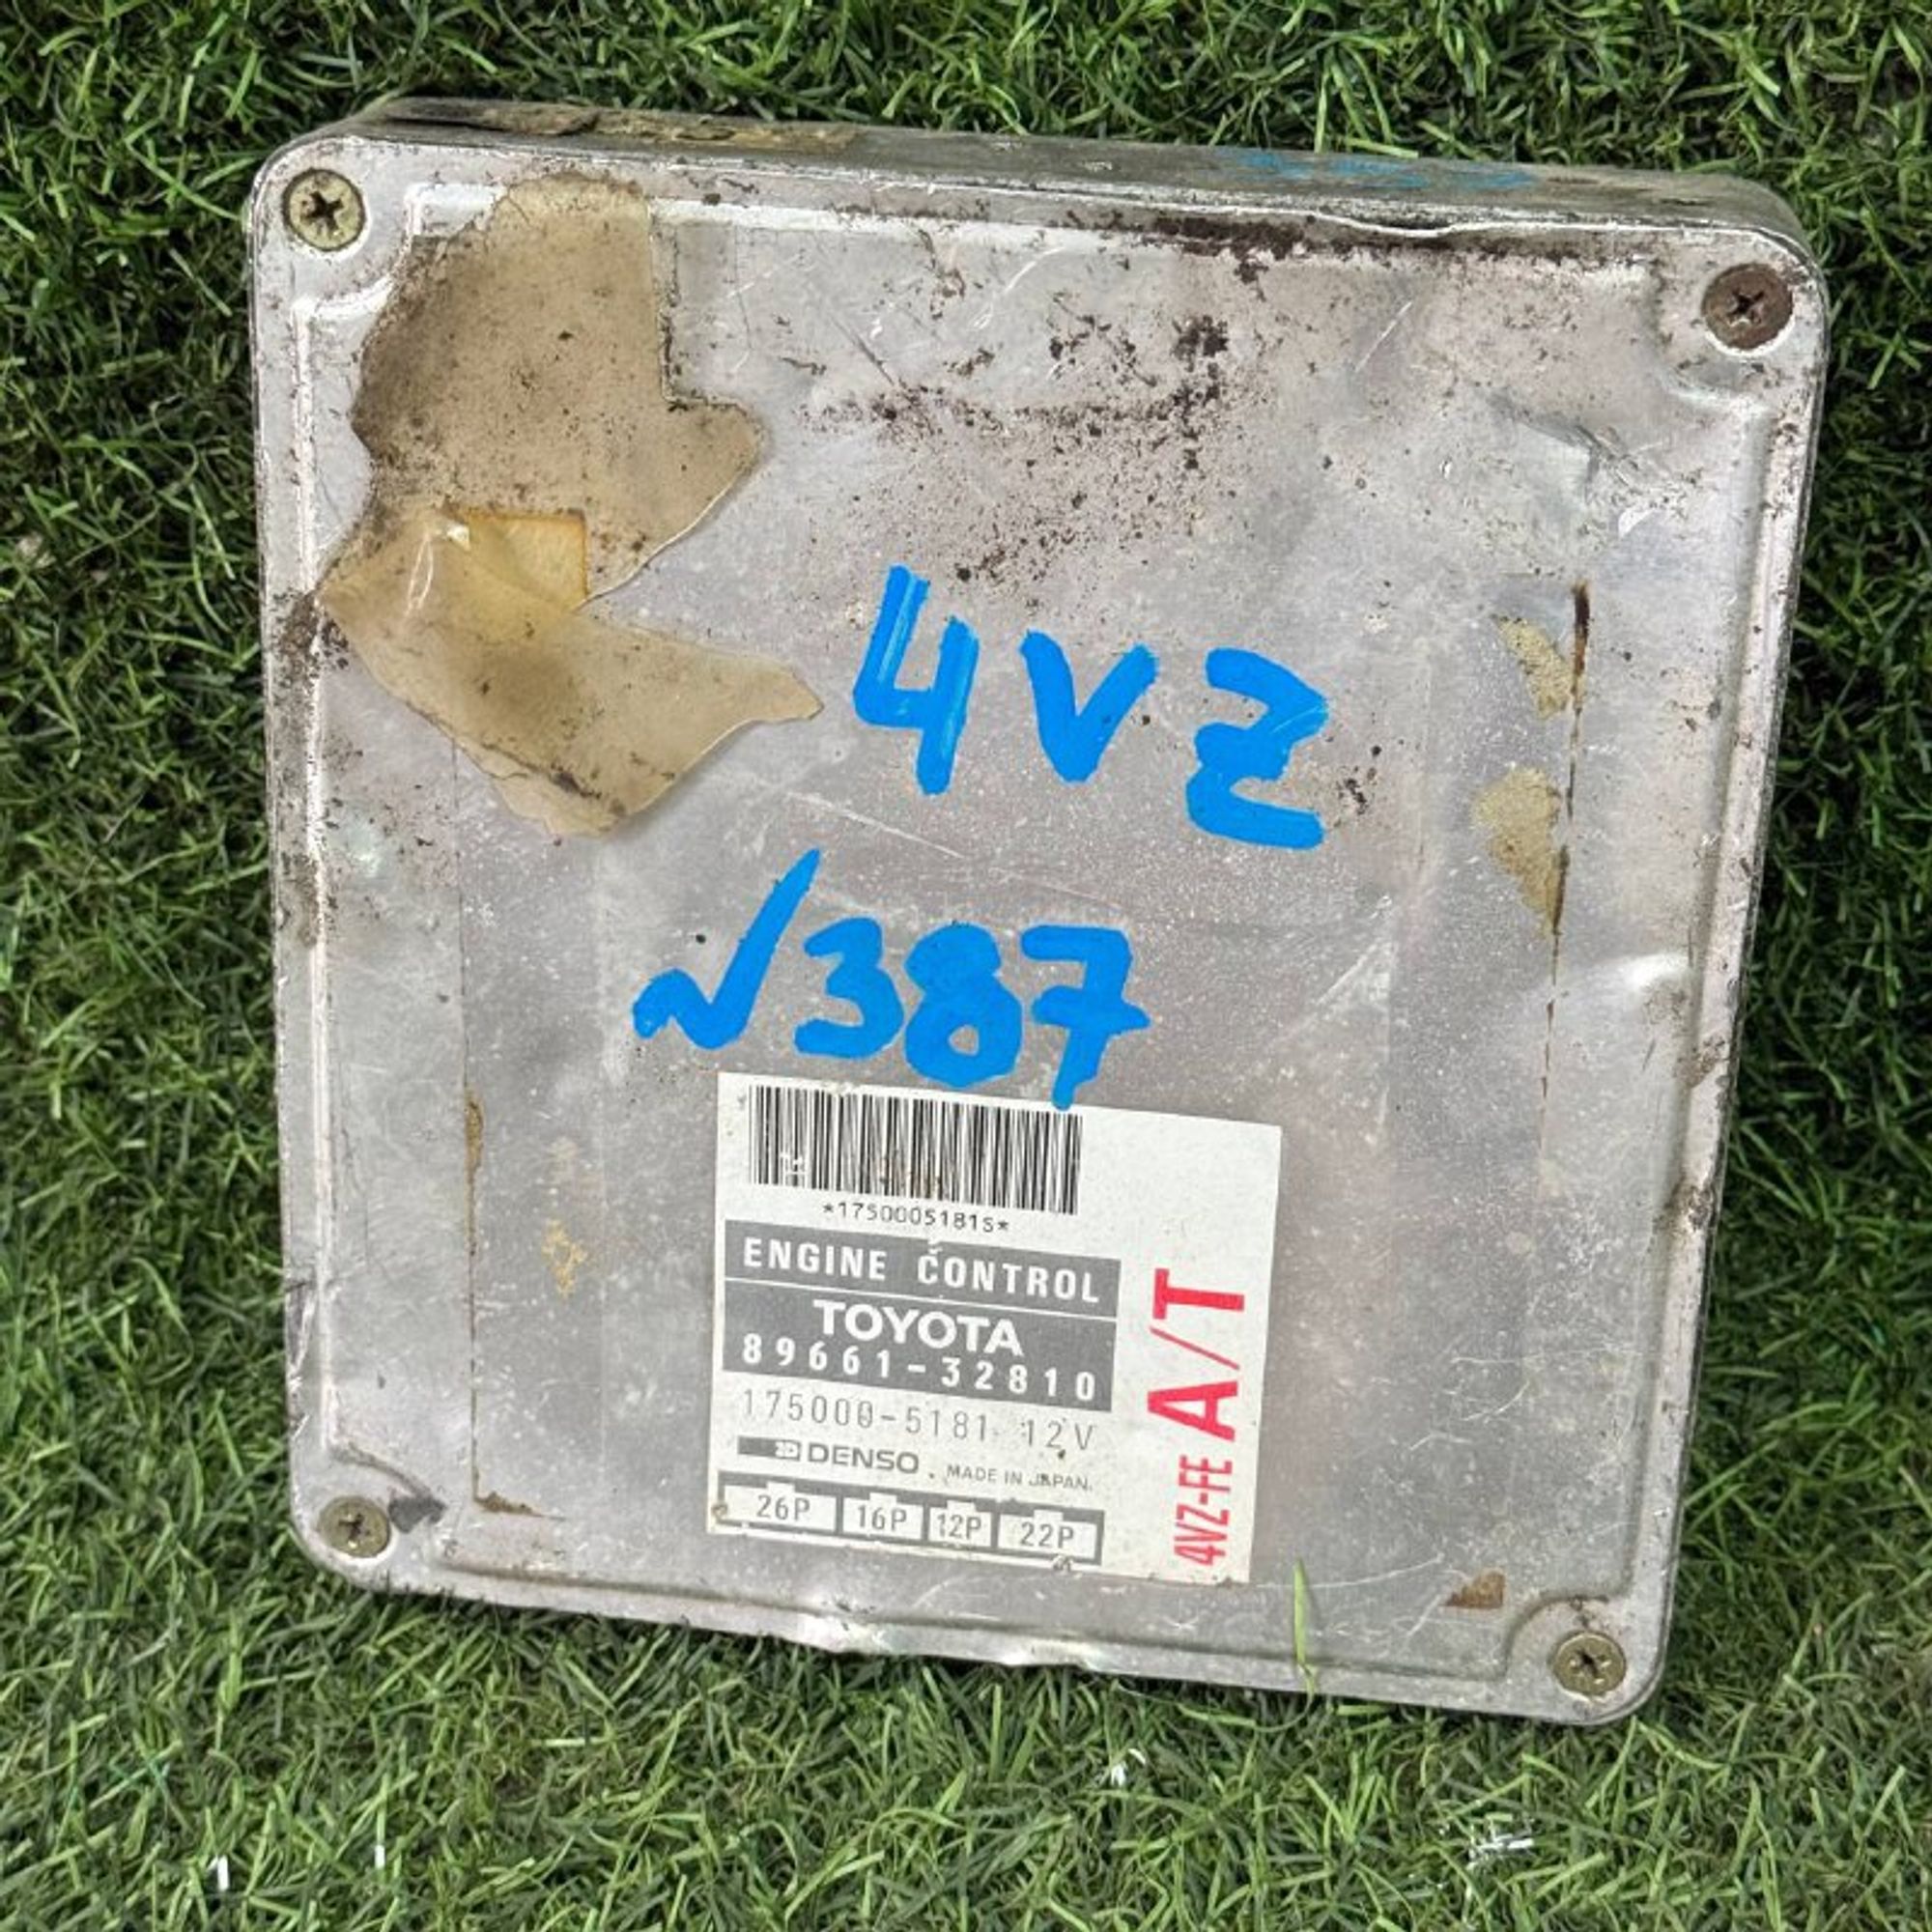 4VZ
√387
*1750005181S*
ENGINE CONTROL
TOYOTA
89661-32810
175000-5181 12V
DENSO MADE IN JAPAN.
26P 16P 12P 22P
4VZ-FE A/T